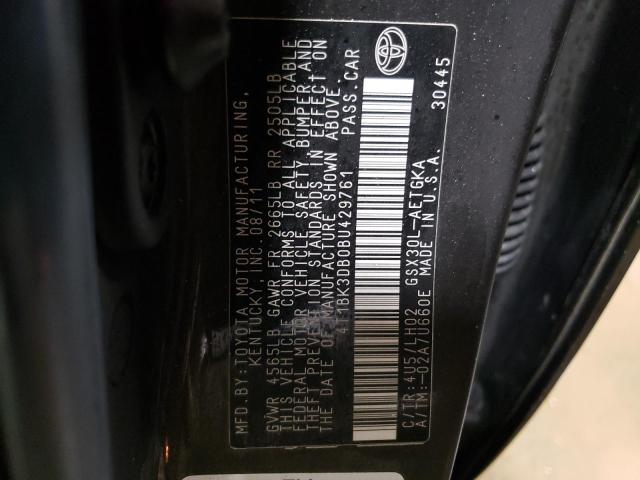 MFD. BY:TOYOTA MOTOR MANUFACTURING,
KENTUCKY, INC. 08/11
GVWR 4565LB GAWR FR 2665LB RR 2505LB
THIS VEHICLE CONFORMS TO ALL APPLICABLE
FEDERAL MOTOR VEHICLE SAFETY, BUMPER,AND
THEFT PREVENTION STANDARDS IN EFFECT ON
THE DATE OF MANUFACTURE SHOWN ABOVE.
4T1BK3DB0BU429761 PASS.CAR
C/TR:4U5/LH02 GSX30L-AETGKA
A/TM:-02A/U660E MADE IN U.S.A. 30445